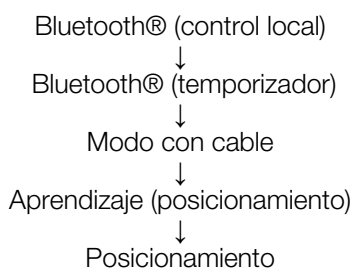 Bluetooth® (control local)
↓
Bluetooth® (temporizador)
↓
Modo con cable
↓
Aprendizaje (posicionamiento)
↓
Posicionamiento